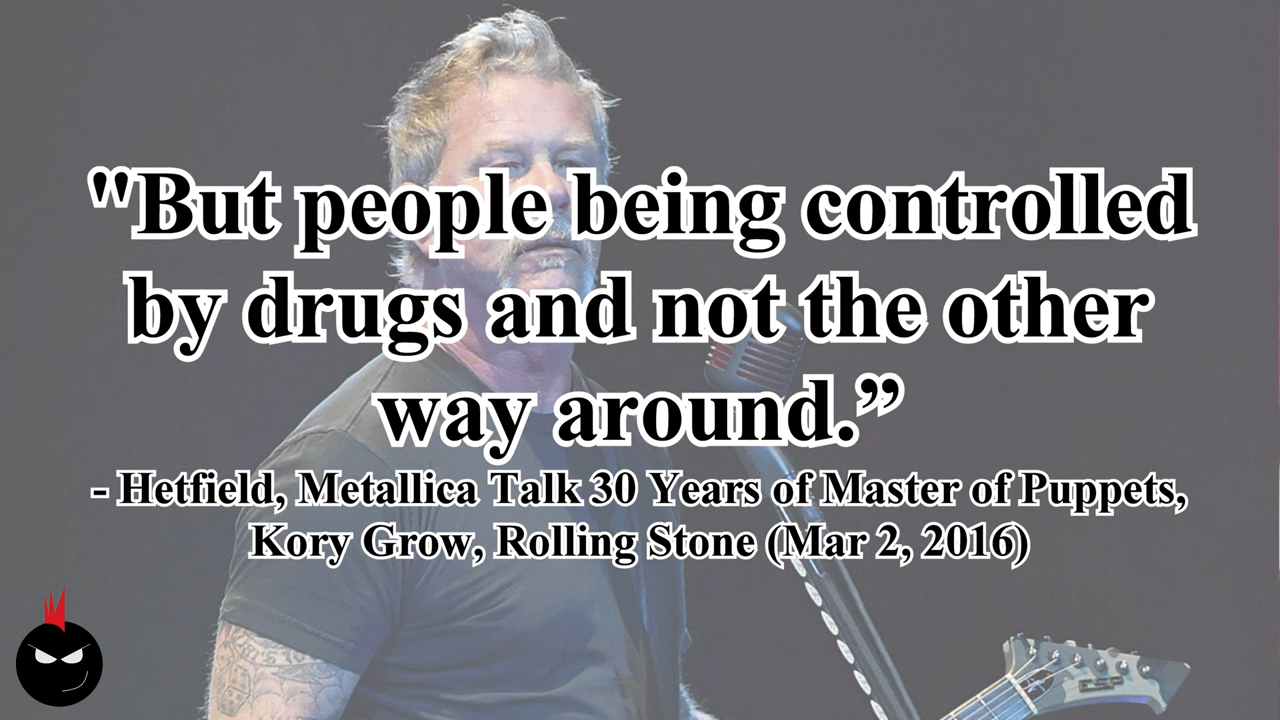 "But people being controlled
by drugs and not the other
way around.”
- Hetfield, Metallica Talk 30 Years of Master of Puppets,
Kory Grow, Rolling Stone (Mar 2, 2016)
ESP